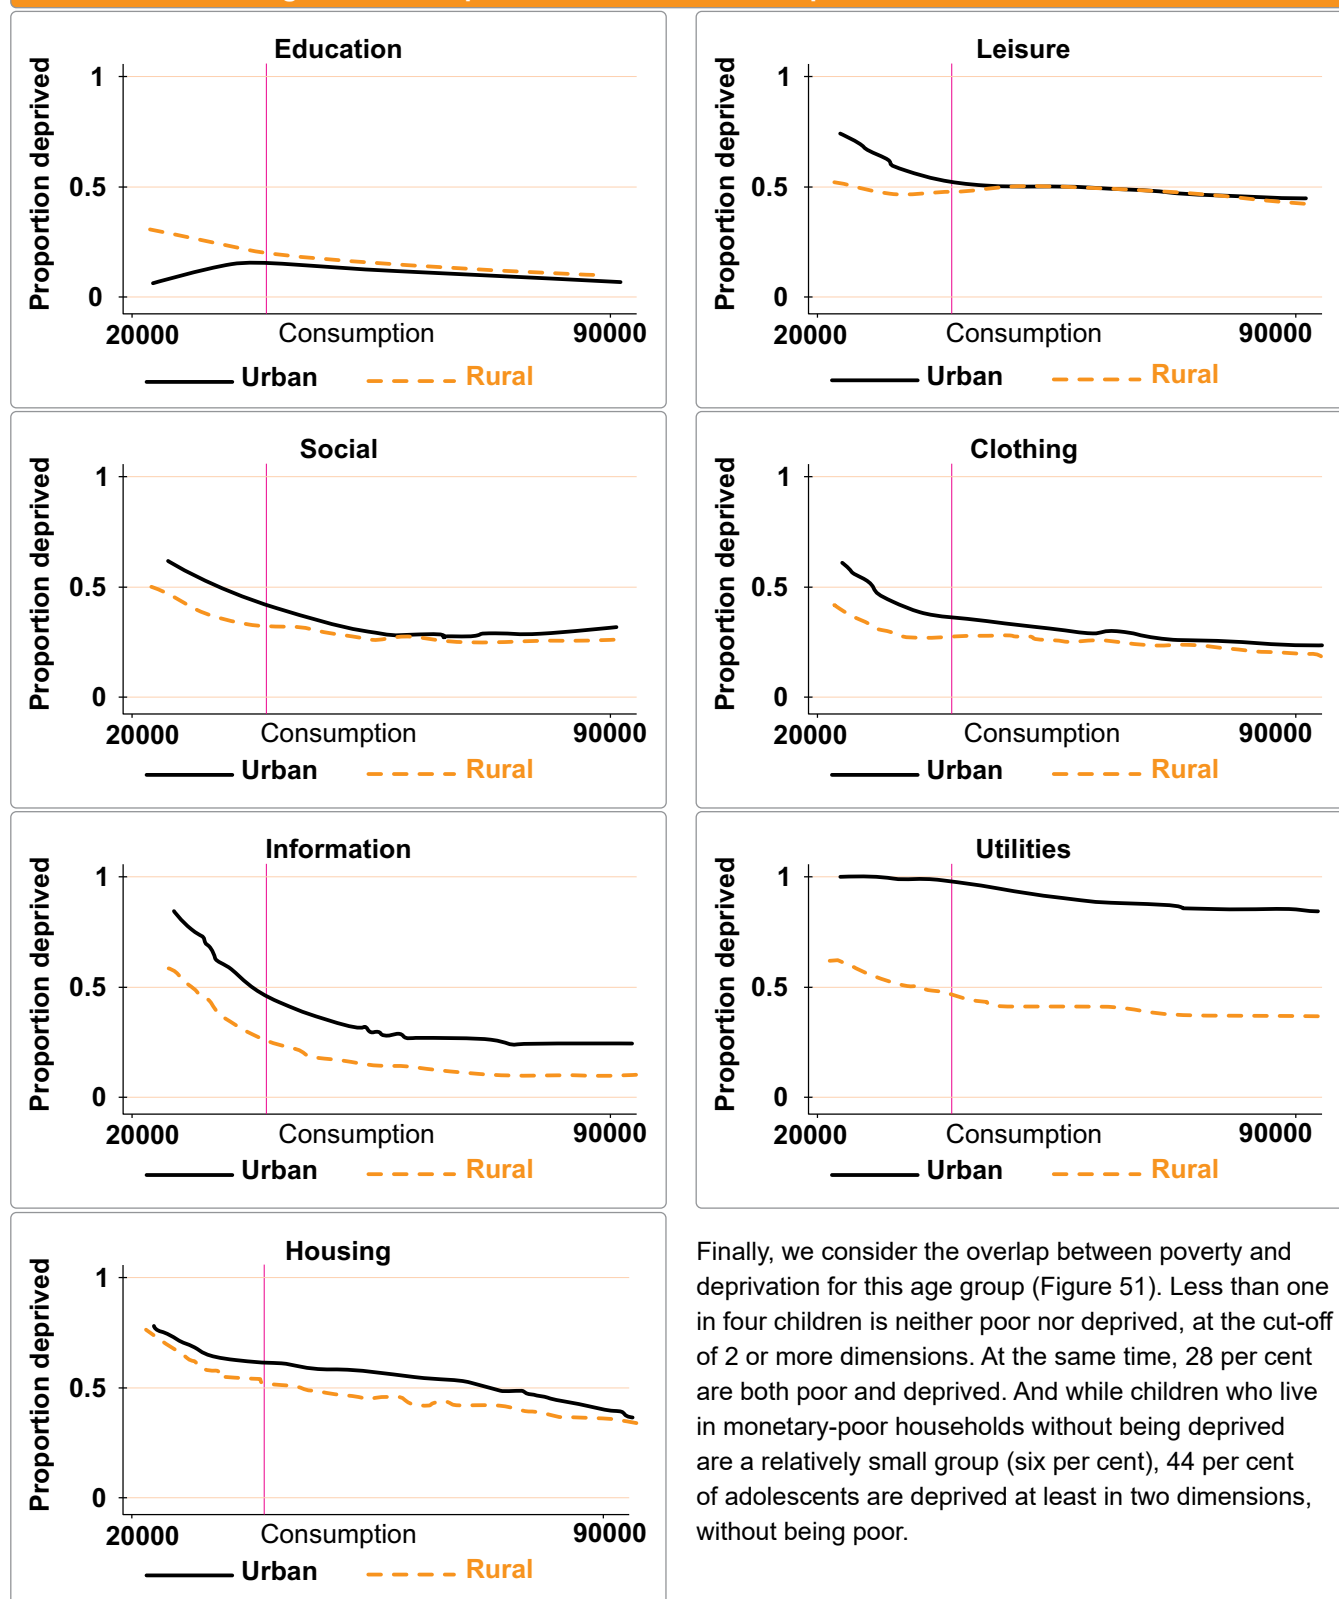 Education
Proportion deprived
1
0.5
0
20000 Consumption 90000
Urban Rural
Leisure
Proportion deprived
1
0.5
0
20000 Consumption 90000
Urban Rural
Social
Proportion deprived
1
0.5
0
20000 Consumption 90000
Urban Rural
Clothing
Proportion deprived
1
0.5
0
20000 Consumption 90000
Urban Rural
Information
Proportion deprived
1
0.5
0
20000 Consumption 90000
Urban Rural
Utilities
Proportion deprived
1
0.5
0
20000 Consumption 90000
Urban Rural
Housing
Proportion deprived
1
0.5
0
20000 Consumption 90000
Urban Rural
Finally, we consider the overlap between poverty and
deprivation for this age group (Figure 51). Less than one
in four children is neither poor nor deprived, at the cut-off
of 2 or more dimensions. At the same time, 28 per cent
are both poor and deprived. And while children who live
in monetary-poor households without being deprived
are a relatively small group (six per cent), 44 per cent
of adolescents are deprived at least in two dimensions,
without being poor.